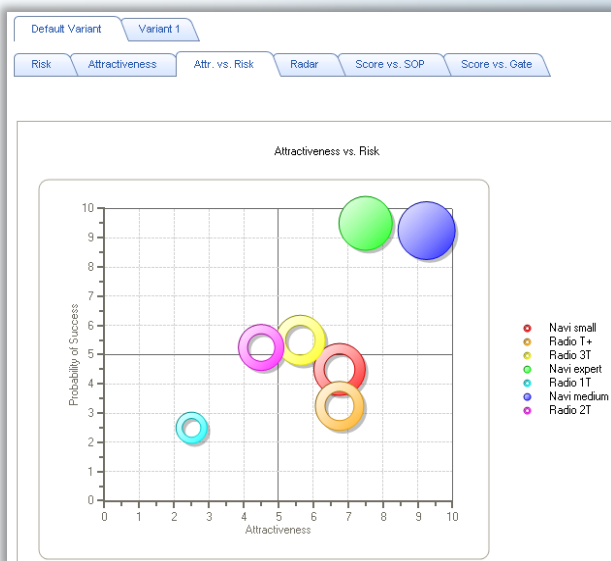 Default Variant Variant 1
Risk Attractiveness Attr. vs. Risk Radar Score vs. SOP Score vs. Gate
Attractiveness vs. Risk
10
9
8
7
6
5
4
3
2
1
0
Probability of Success
0 1 2 3 4 5 6 7 8 9 10
Attractiveness
Navi small
Radio T+
Radio 3T
Navi expert
Radio 1T
Navi medium
Radio 2T